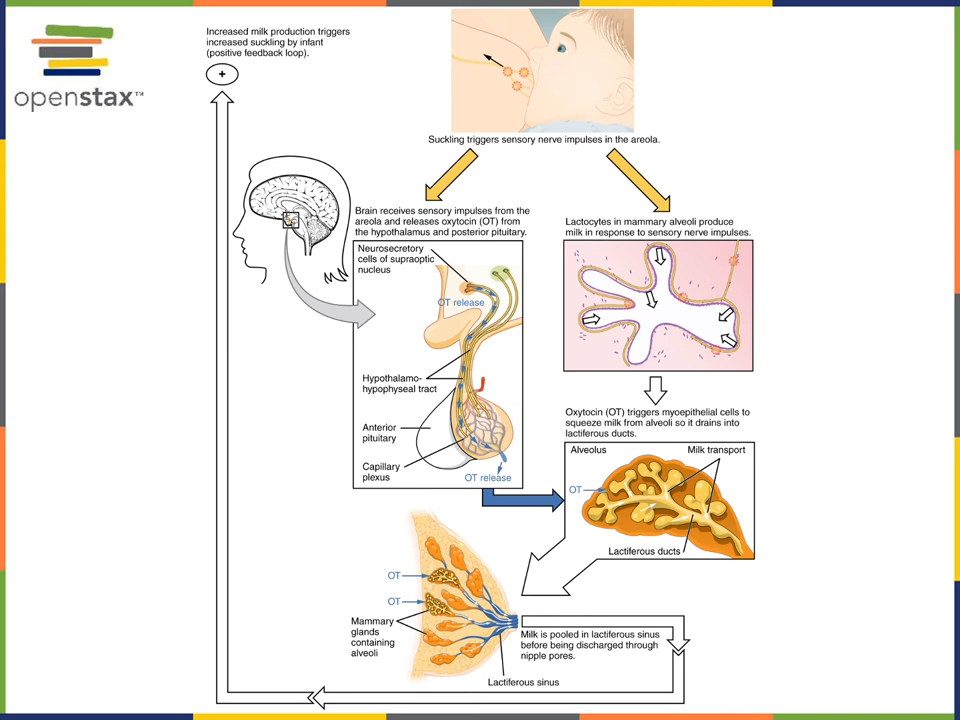 Increased milk production triggers
increased suckling by infant
(positive feedback loop).
+
openstax™
Suckling triggers sensory nerve impulses in the areola.
Brain receives sensory impulses from the
areola and releases oxytocin (OT) from
the hypothalamus and posterior pituitary.
Neurosecretory
cells of supraoptic
nucleus
OT release
Hypothalamo-
hypophyseal tract
Anterior
pituitary
Capillary
plexus
OT release
Lactocytes in mammary alveoli produce
milk in response to sensory nerve impulses.
Oxytocin (OT) triggers myoepithelial cells to
squeeze milk from alveoli so it drains into
lactiferous ducts.
Alveolus
Milk transport
OT
Lactiferous ducts
OT
OT
Mammary
glands
containing
alveoli
Milk is pooled in lactiferous sinus
before being discharged through
nipple pores.
Lactiferous sinus